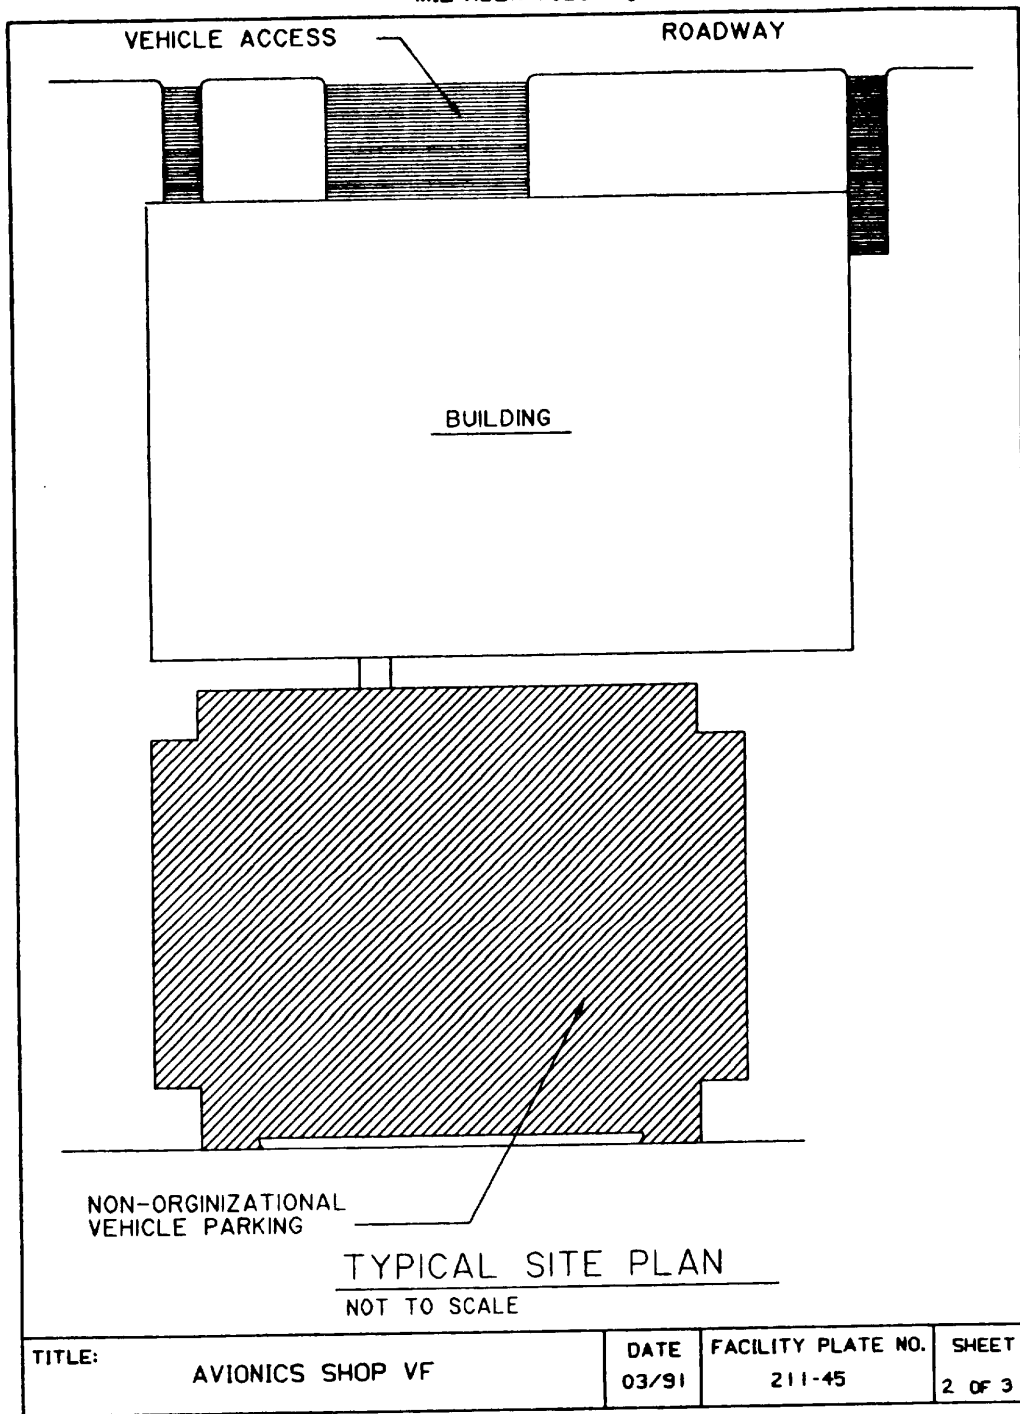 VEHICLE ACCESS
ROADWAY
BUILDING
NON-ORGINIZATIONAL
VEHICLE PARKING
TYPICAL SITE PLAN
NOT TO SCALE
TITLE:
AVIONICS SHOP VF
DATE
03/91
FACILITY PLATE NO.
211-45
SHEET
2 OF 3